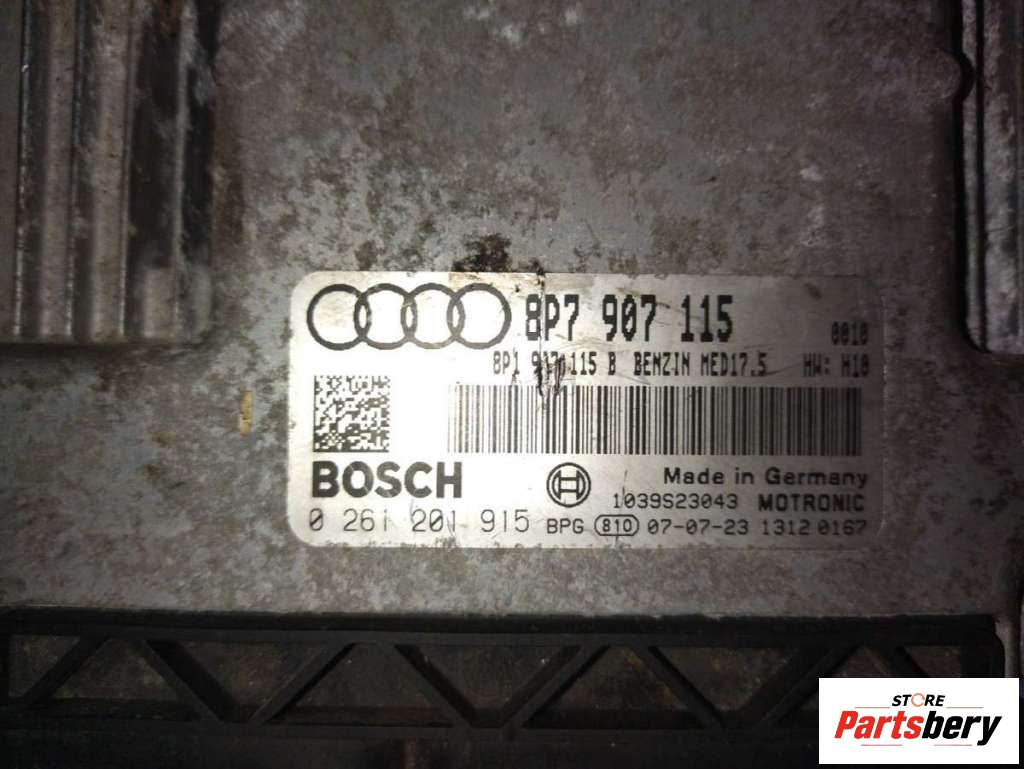 8P7 907 115
0010
8P1 907 115 B BENZIN MED17.5 HW: H10
BOSCH
Made in Germany
1039S23043 MOTRONIC
0 261 201 915 BPG 810 07-07-23 1312 0167
STORE
Partsbery